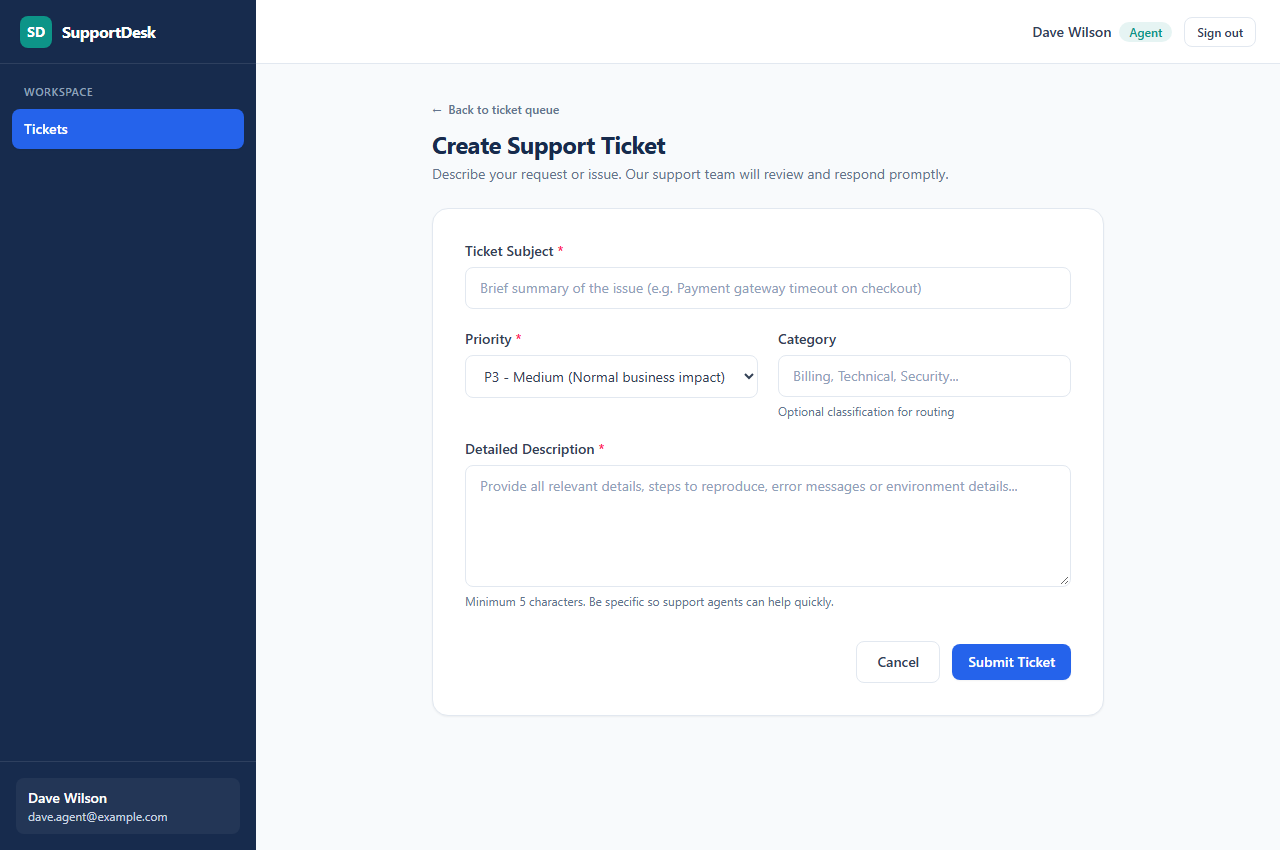 SD SupportDesk
Dave Wilson Agent Sign out
WORKSPACE
Tickets
← Back to ticket queue
Create Support Ticket
Describe your request or issue. Our support team will review and respond promptly.
Ticket Subject *
Brief summary of the issue (e.g. Payment gateway timeout on checkout)
Priority *
P3 - Medium (Normal business impact)
Category
Billing, Technical, Security...
Optional classification for routing
Detailed Description *
Provide all relevant details, steps to reproduce, error messages or environment details...
Minimum 5 characters. Be specific so support agents can help quickly.
Cancel Submit Ticket
Dave Wilson
dave.agent@example.com